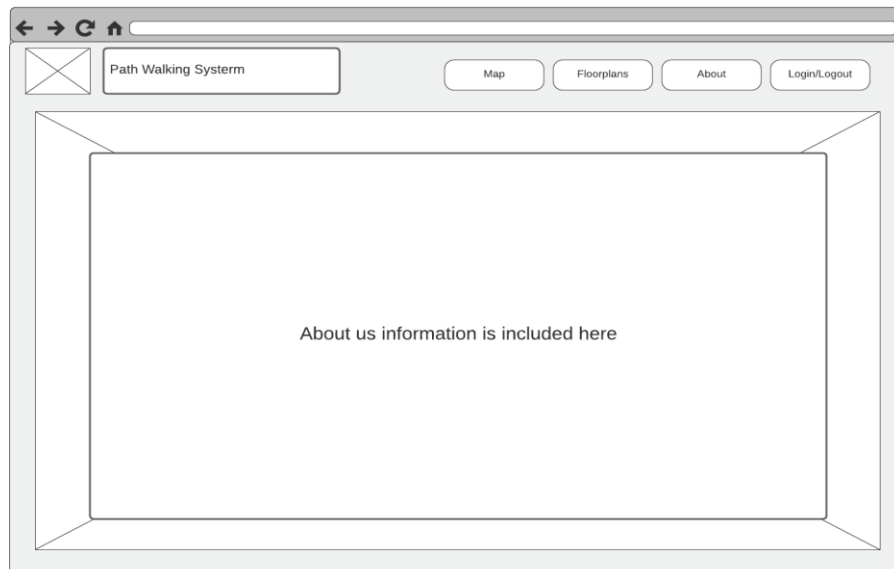 Path Walking Systerm
Map
Floorplans
About
Login/Logout
About us information is included here